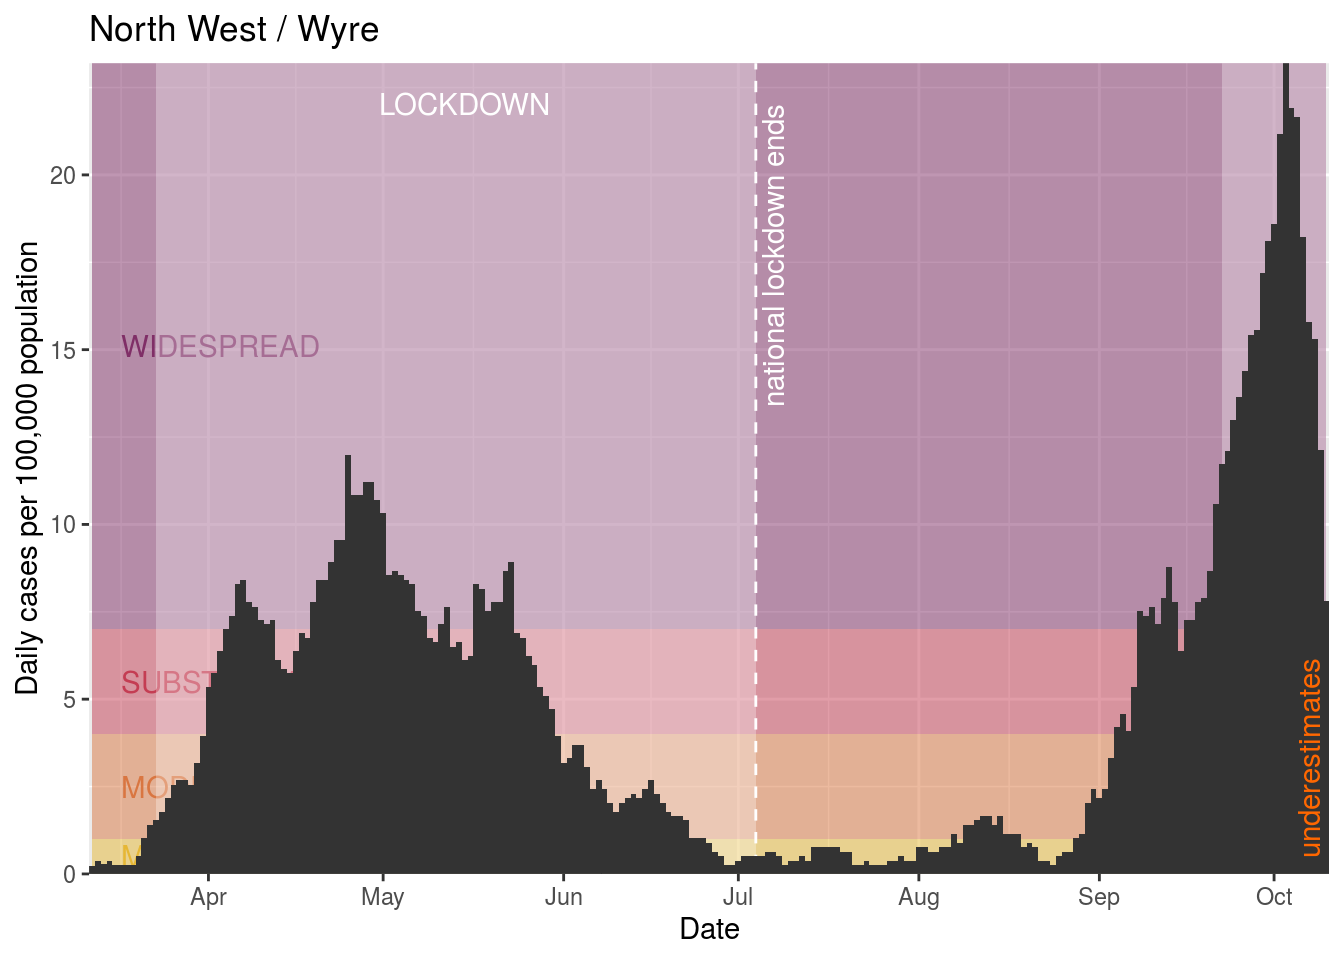 North West / Wyre
LOCKDOWN
national lockdown ends
WIDESPREAD
SUBST
MO
M
underestimates
Daily cases per 100,000 population
20
15
10
5
0
Apr
May
Jun
Jul
Aug
Sep
Oct
Date